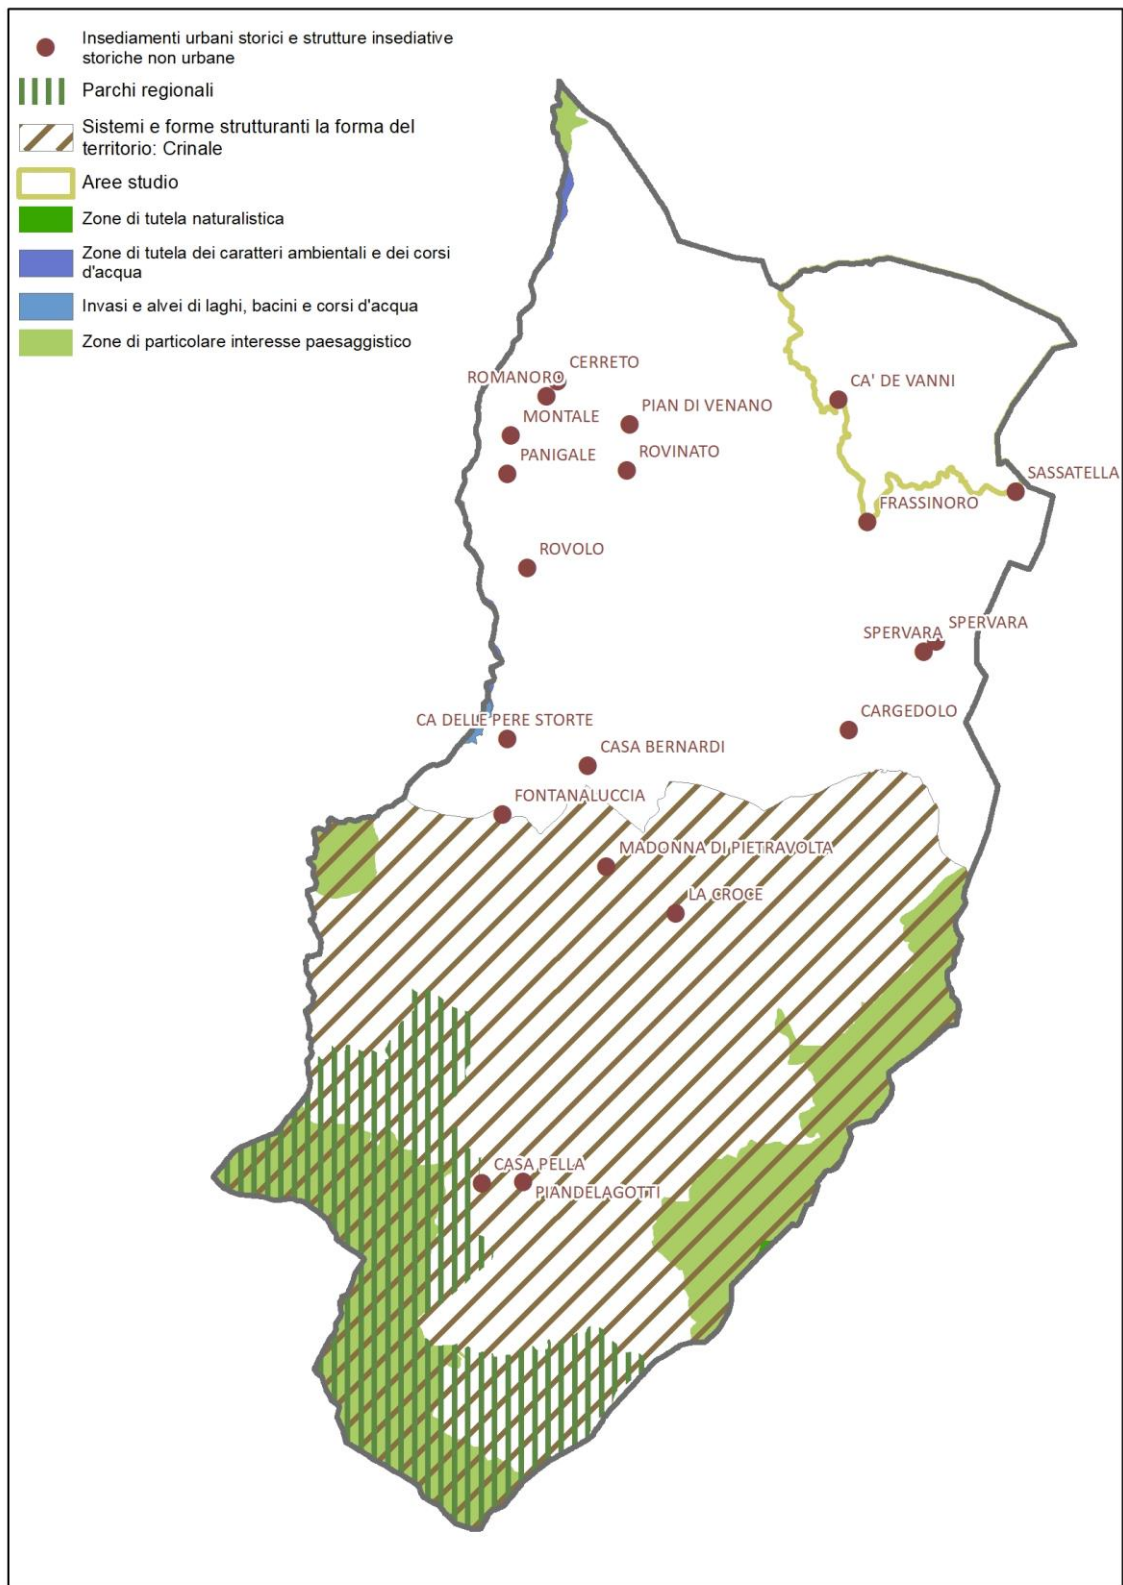 Insediamenti urbani storici e strutture insediative
storiche non urbane
Parchi regionali
Sistemi e forme strutturanti la forma del
territorio: Crinale
Aree studio
Zone di tutela naturalistica
Zone di tutela dei caratteri ambientali e dei corsi
d'acqua
Invasi e alvei di laghi, bacini e corsi d'acqua
Zone di particolare interesse paesaggistico
CERRETO
ROMANORO
CA' DE VANNI
PIAN DI VENANO
MONTALE
PANIGALE
ROVINATO
SASSATELLA
FRASSINORO
ROVOLO
SPERVARA
SPERVARA
CARGEDOLO
CA DELLE PERE STORTE
CASA BERNARDI
FONTANALUCCIA
MADONNA DI PIETRAVOLTA
LA CROCE
CASA PELLA
PIANDELAGOTTI